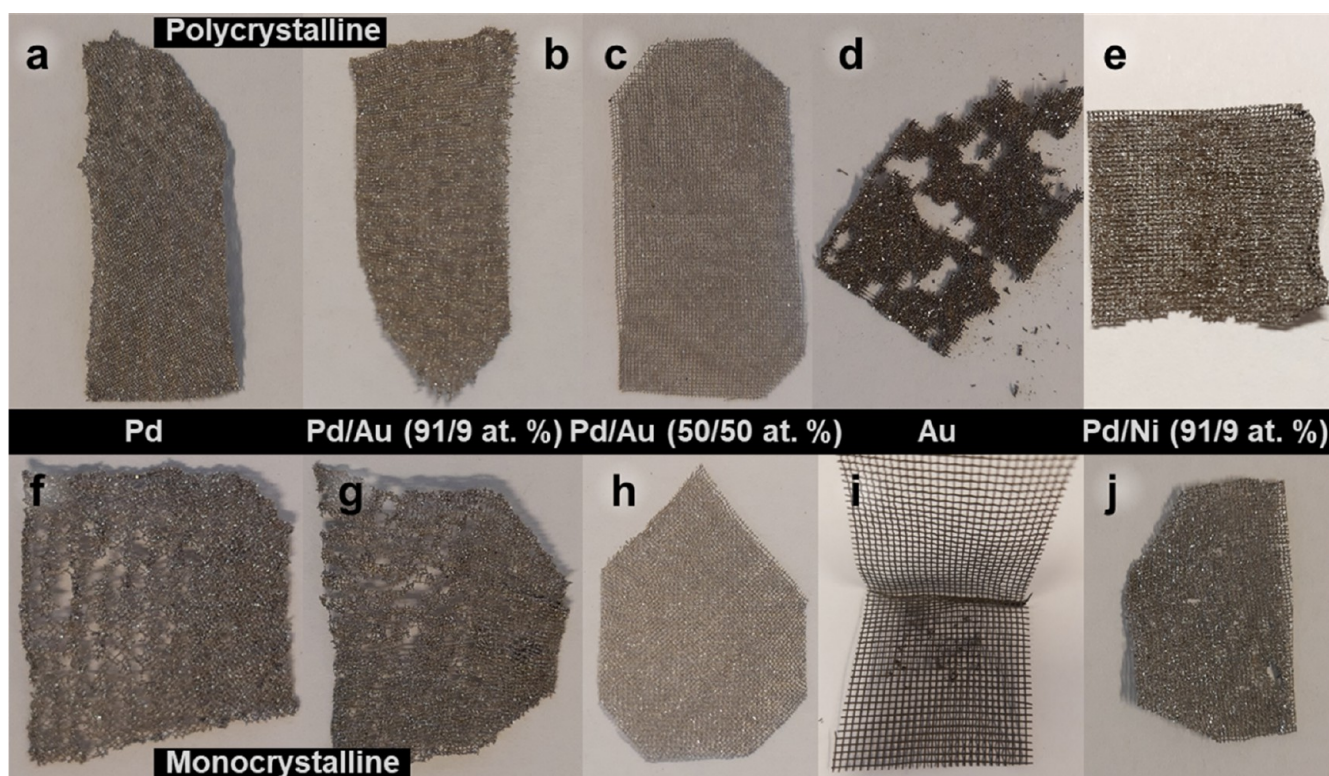 Polycrystalline
a
b
c
d
e
Pd
Pd/Au (91/9 at. %)
Pd/Au (50/50 at. %)
Au
Pd/Ni (91/9 at. %)
f
g
h
i
j
Monocrystalline